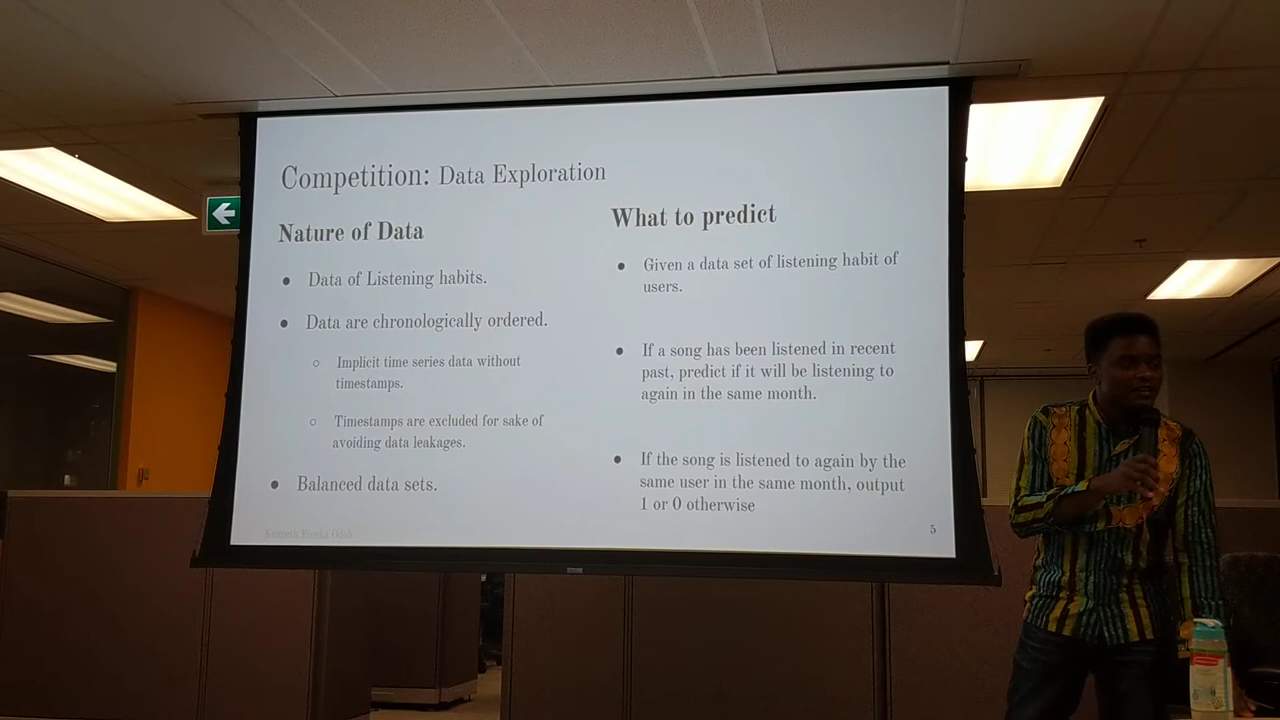 Competition: Data Exploration
Nature of Data
● Data of Listening habits.
● Data are chronologically ordered.
○ Implicit time series data without
timestamps.
○ Timestamps are excluded for sake of
avoiding data leakages.
● Balanced data sets.
What to predict
● Given a data set of listening habit of
users.
● If a song has been listened in recent
past, predict if it will be listening to
again in the same month.
● If the song is listened to again by the
same user in the same month, output
1 or 0 otherwise
Kenneth Emeka Odoh
5